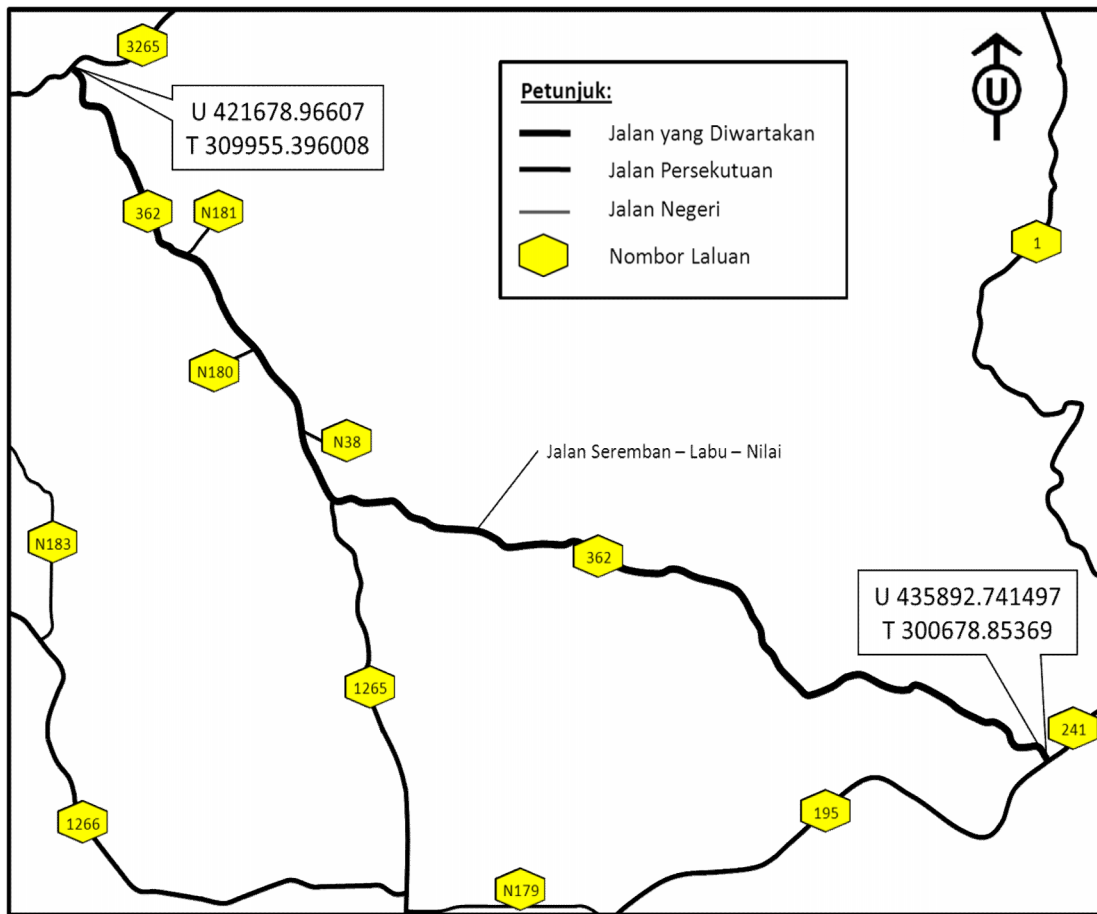 3265
U 421678.96607
T 309955.396008
Petunjuk:
Jalan yang Diwartakan
Jalan Persekutuan
Jalan Negeri
Nombor Laluan
U
362
N181
1
N180
N38
Jalan Seremban – Labu – Nilai
N183
362
U 435892.741497
T 300678.85369
1265
241
1266
195
N179